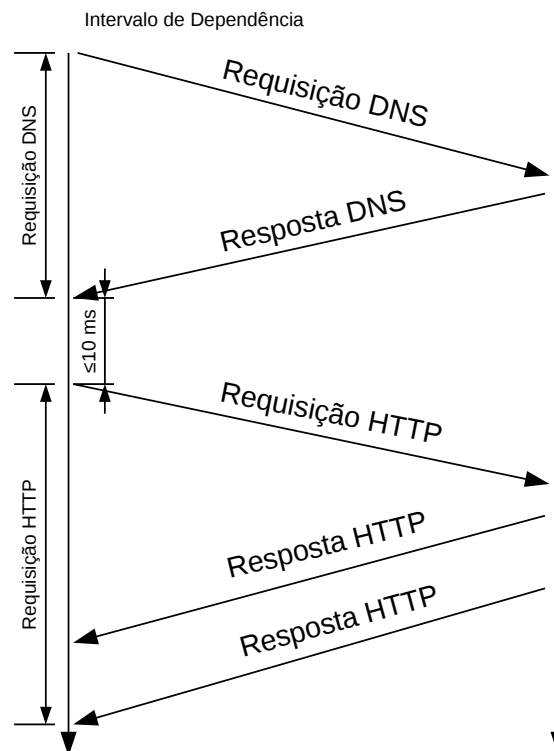 Intervalo de Dependência
Requisição DNS
Requisição DNS
Resposta DNS
≤10 ms
Requisição HTTP
Requisição HTTP
Resposta HTTP
Resposta HTTP